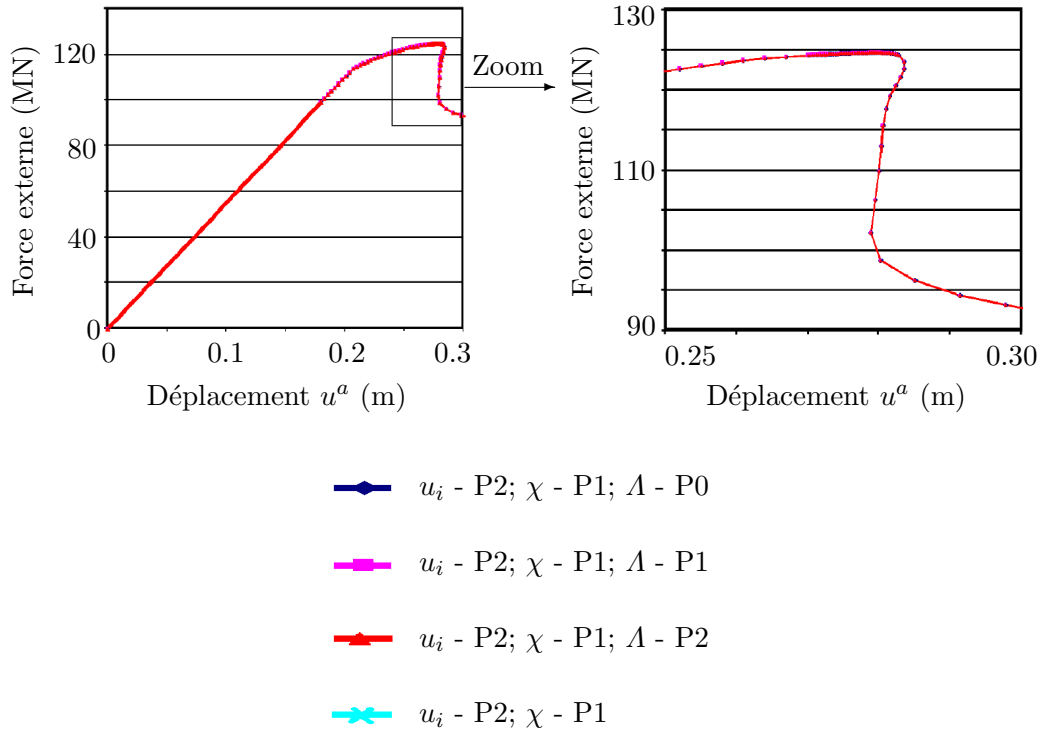 Force externe (MN)
120
80
40
0
0
0.1
0.2
0.3
Déplacement u^a (m)
Zoom
Force externe (MN)
130
110
90
0.25
0.30
Déplacement u^a (m)
u_i - P2; χ - P1; Λ - P0
u_i - P2; χ - P1; Λ - P1
u_i - P2; χ - P1; Λ - P2
u_i - P2; χ - P1